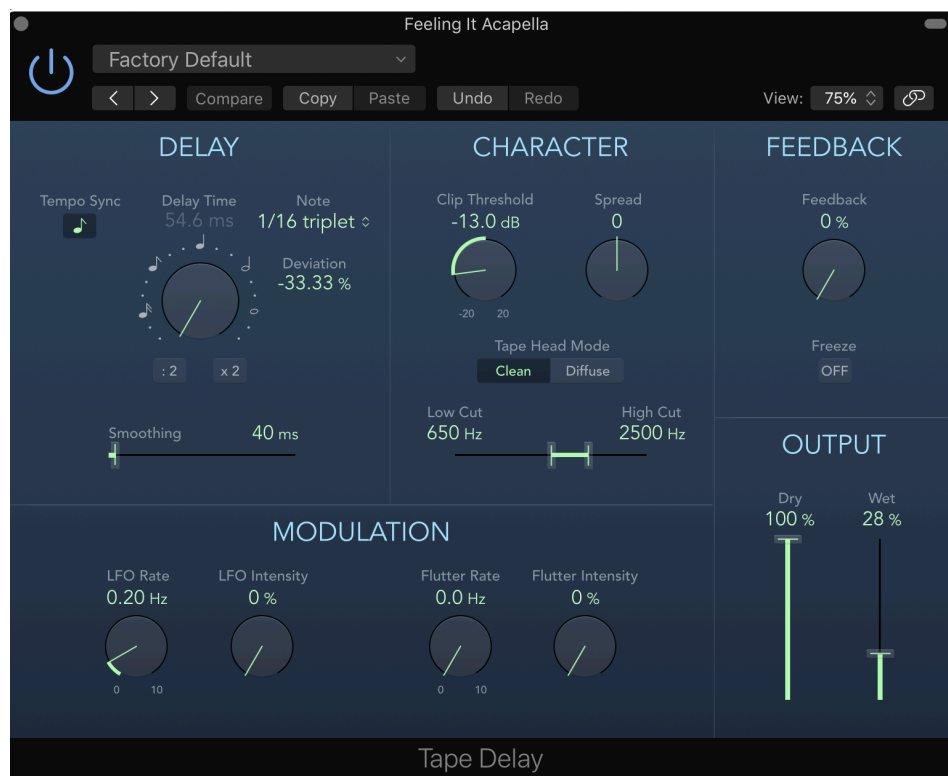 Feeling It Acapella
Factory Default
Compare Copy Paste Undo Redo View: 75%
DELAY
Tempo Sync Delay Time Note
54.6 ms 1/16 triplet
Deviation
-33.33 %
: 2 x 2
Smoothing 40 ms
CHARACTER
Clip Threshold Spread
-13.0 dB 0
-20 20
Tape Head Mode
Clean Diffuse
Low Cut High Cut
650 Hz 2500 Hz
FEEDBACK
Feedback
0 %
Freeze
OFF
MODULATION
LFO Rate LFO Intensity Flutter Rate Flutter Intensity
0.20 Hz 0 % 0.0 Hz 0 %
0 10 0 10
OUTPUT
Dry Wet
100 % 28 %
Tape Delay